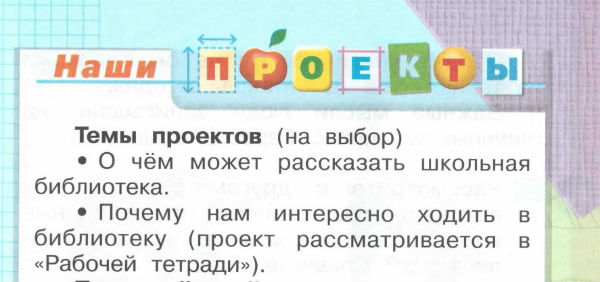 Наши ПРОЕКТЫ
Темы проектов (на выбор)
• О чём может рассказать школьная
библиотека.
• Почему нам интересно ходить в
библиотеку (проект рассматривается в
«Рабочей тетради»).